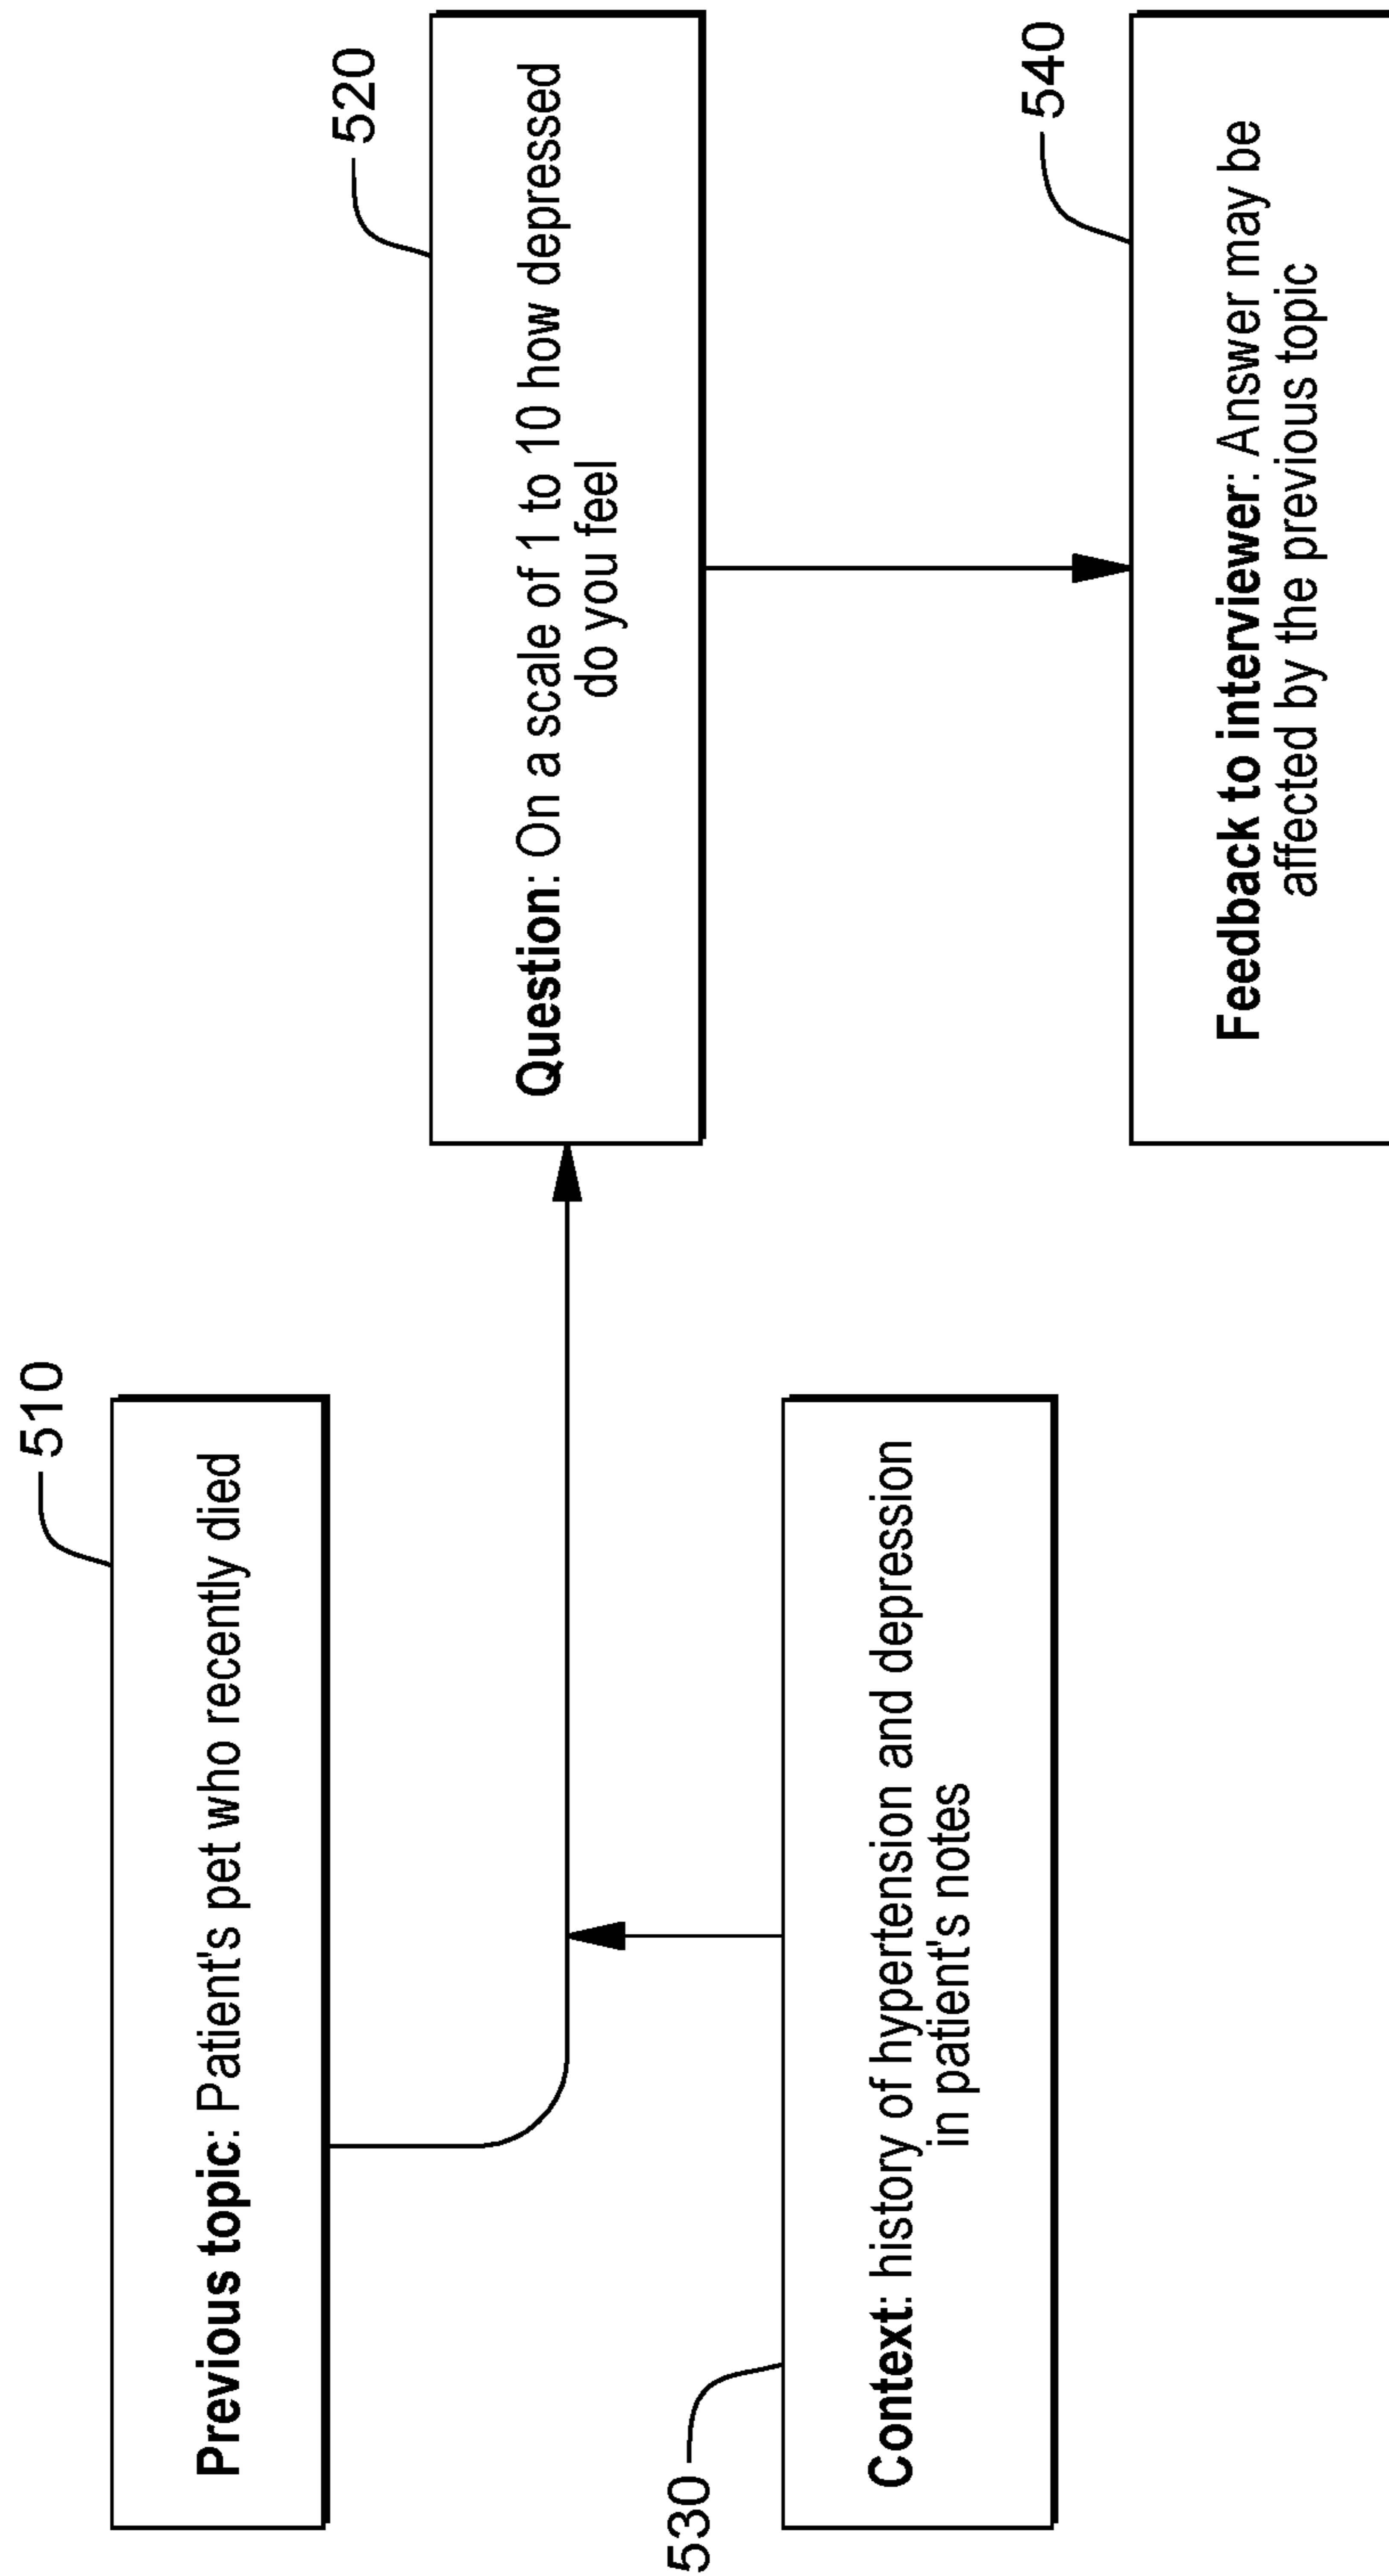 510
Previous topic: Patient's pet who recently died
520
Question: On a scale of 1 to 10 how depressed
do you feel
530
Context: history of hypertension and depression
in patient's notes
540
Feedback to interviewer: Answer may be
affected by the previous topic